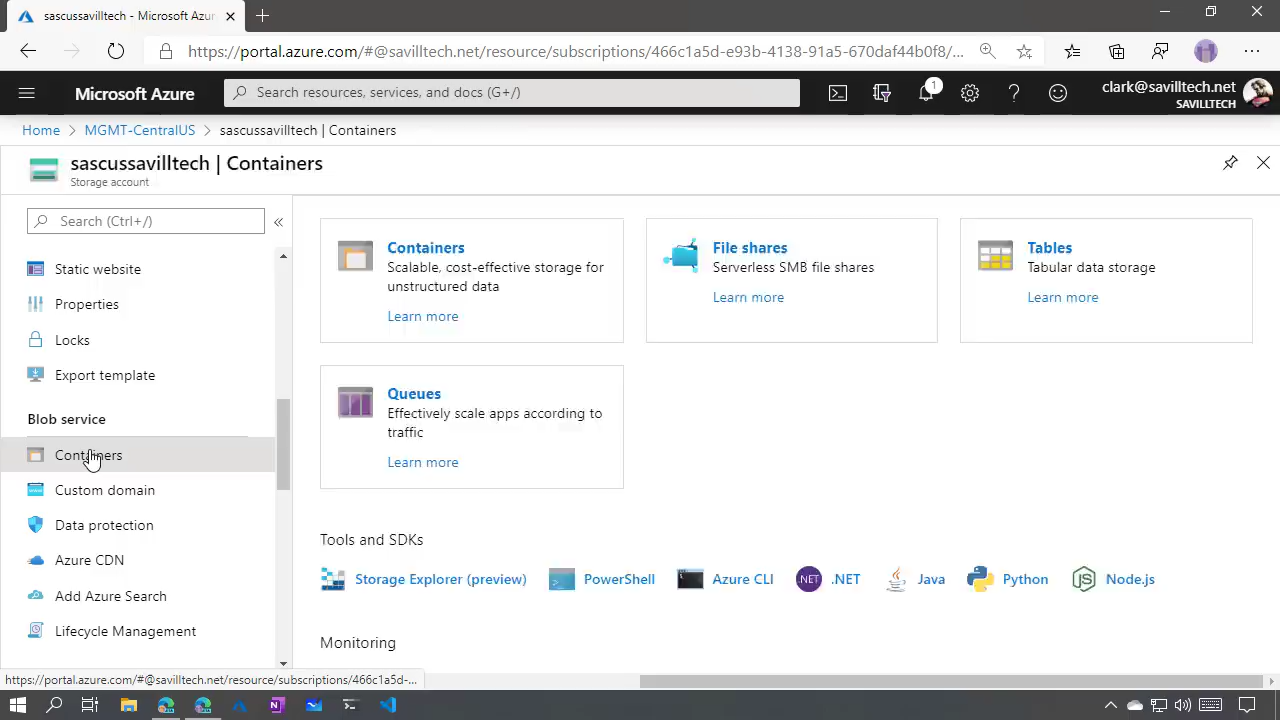 sascussavilltech - Microsoft Azur
https://portal.azure.com/#@savilltech.net/resource/subscriptions/466c1a5d-e93b-4138-91a5-670daf44b0f8/...
Microsoft Azure
Search resources, services, and docs (G+/)
1
clark@savilltech.net
SAVILLTECH
Home > MGMT-CentralUS > sascussavilltech | Containers
sascussavilltech | Containers
Storage account
Search (Ctrl+/)
«
Static website
Properties
Locks
Export template
Blob service
Containers
Custom domain
Data protection
Azure CDN
Add Azure Search
Lifecycle Management
Containers
Scalable, cost-effective storage for
unstructured data
Learn more
File shares
Serverless SMB file shares
Learn more
Tables
Tabular data storage
Learn more
Queues
Effectively scale apps according to
traffic
Learn more
Tools and SDKs
Storage Explorer (preview)
PowerShell
Azure CLI
.NET
.NET
Java
Python
Node.js
Monitoring
https://portal.azure.com/#@savilltech.net/resource/subscriptions/466c1a5d-...